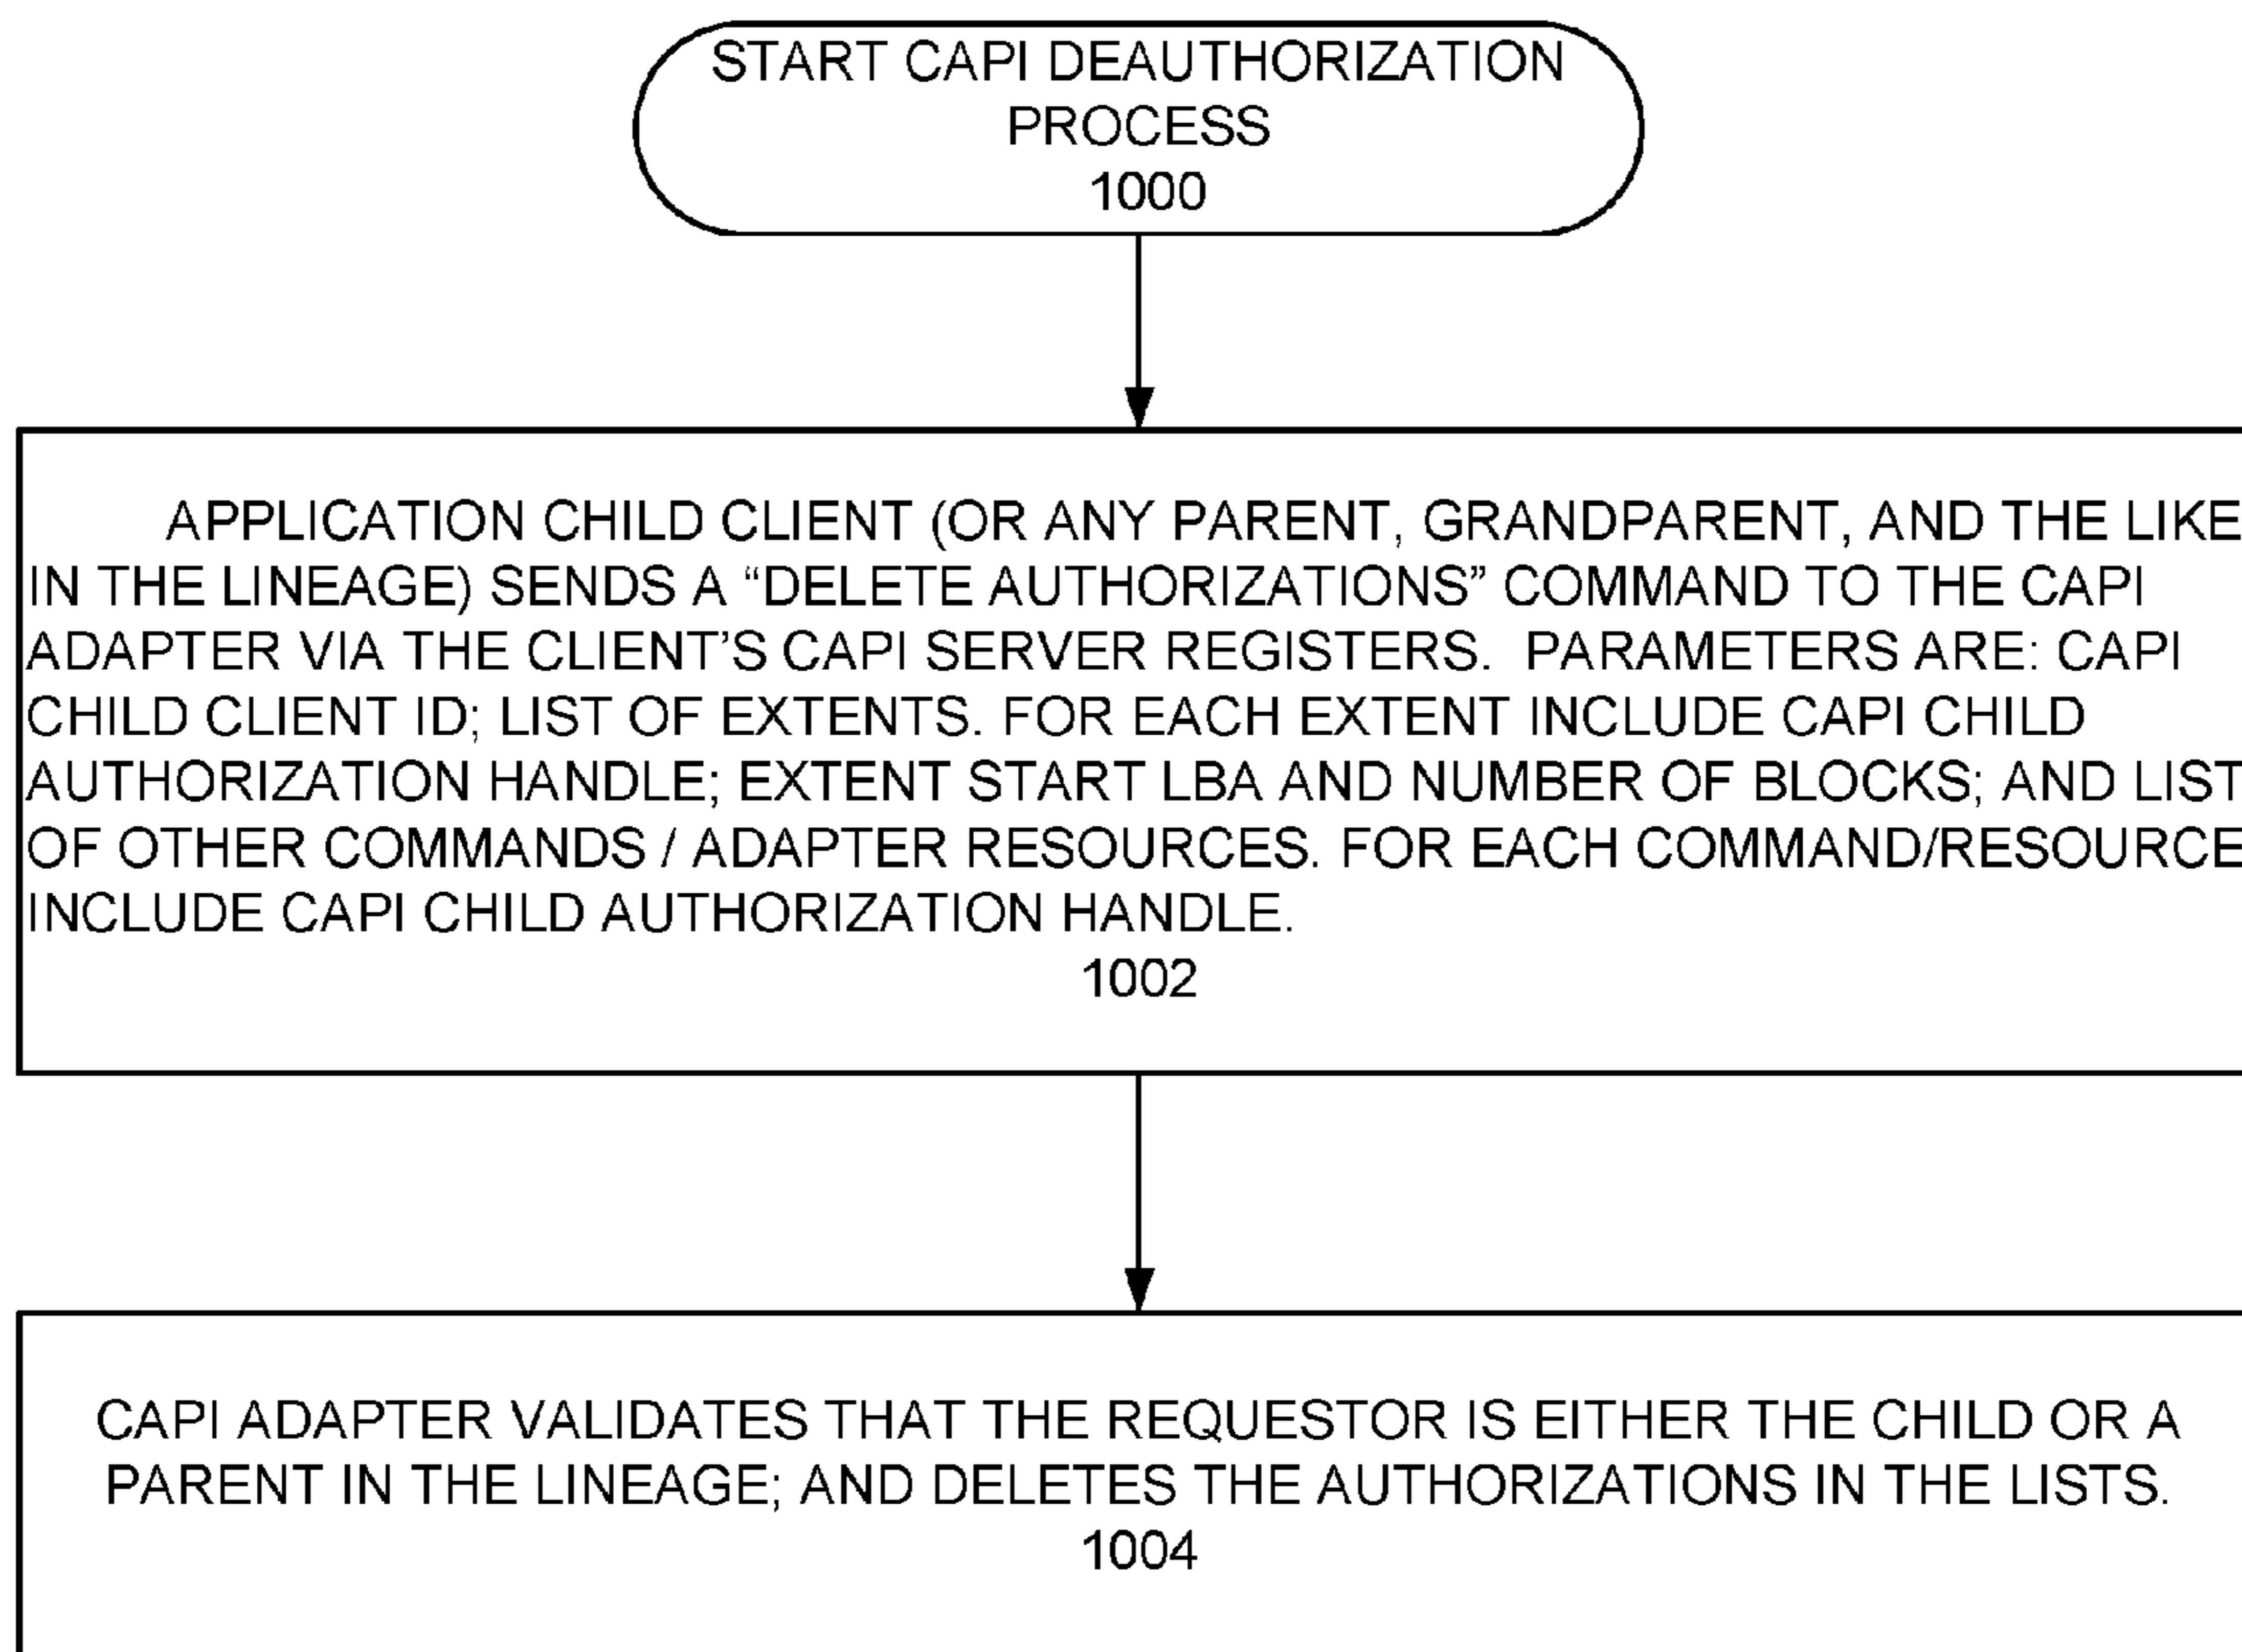 START CAPI DEAUTHORIZATION
PROCESS
1000
APPLICATION CHILD CLIENT (OR ANY PARENT, GRANDPARENT, AND THE LIKE
IN THE LINEAGE) SENDS A “DELETE AUTHORIZATIONS” COMMAND TO THE CAPI
ADAPTER VIA THE CLIENT’S CAPI SERVER REGISTERS. PARAMETERS ARE: CAPI
CHILD CLIENT ID; LIST OF EXTENTS. FOR EACH EXTENT INCLUDE CAPI CHILD
AUTHORIZATION HANDLE; EXTENT START LBA AND NUMBER OF BLOCKS; AND LIST
OF OTHER COMMANDS / ADAPTER RESOURCES. FOR EACH COMMAND/RESOURCE
INCLUDE CAPI CHILD AUTHORIZATION HANDLE.
1002
CAPI ADAPTER VALIDATES THAT THE REQUESTOR IS EITHER THE CHILD OR A
PARENT IN THE LINEAGE; AND DELETES THE AUTHORIZATIONS IN THE LISTS.
1004